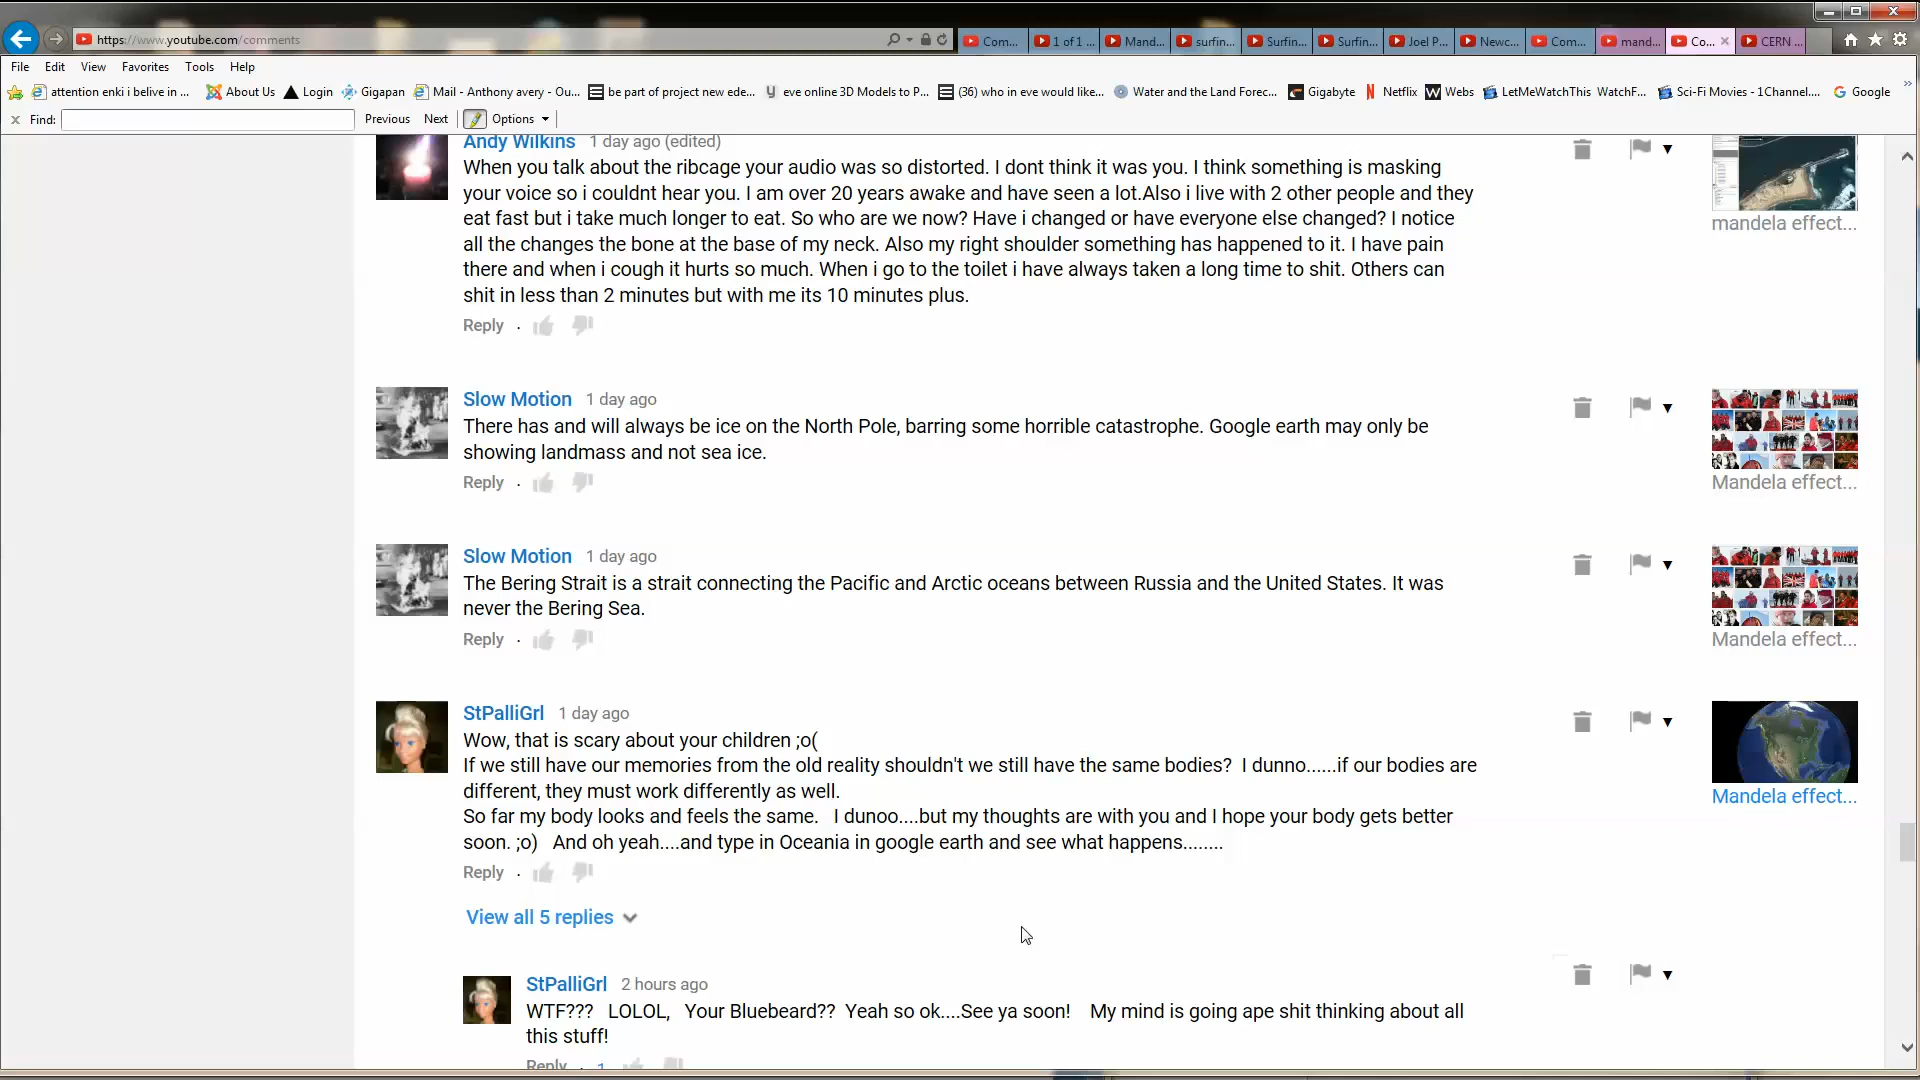 https://www.youtube.com/comments
Com...
1 of 1 ...
Mand...
surfin...
Surfin...
Surfin...
Joel P...
Newc...
Com...
mand...
Co...
CERN ...
File Edit View Favorites Tools Help
attention enki i belive in ...
About Us
Login
Gigapan
Mail - Anthony avery - Ou...
be part of project new ede...
eve online 3D Models to P...
(36) who in eve would like...
Water and the Land Forec...
Gigabyte
Netflix
Webs
LetMeWatchThis WatchF...
Sci-Fi Movies - 1Channel....
Google
Find:
Previous Next Options
Andy Wilkins 1 day ago (edited)
When you talk about the ribcage your audio was so distorted. I dont think it was you. I think something is masking
your voice so i couldnt hear you. I am over 20 years awake and have seen a lot.Also i live with 2 other people and they
eat fast but i take much longer to eat. So who are we now? Have i changed or have everyone else changed? I notice
all the changes the bone at the base of my neck. Also my right shoulder something has happened to it. I have pain
there and when i cough it hurts so much. When i go to the toilet i have always taken a long time to shit. Others can
shit in less than 2 minutes but with me its 10 minutes plus.
Reply .
mandela effect...
Slow Motion 1 day ago
There has and will always be ice on the North Pole, barring some horrible catastrophe. Google earth may only be
showing landmass and not sea ice.
Reply .
Mandela effect...
Slow Motion 1 day ago
The Bering Strait is a strait connecting the Pacific and Arctic oceans between Russia and the United States. It was
never the Bering Sea.
Reply .
Mandela effect...
StPalliGrl 1 day ago
Wow, that is scary about your children ;o(
If we still have our memories from the old reality shouldn't we still have the same bodies? I dunno......if our bodies are
different, they must work differently as well.
So far my body looks and feels the same. I dunoo....but my thoughts are with you and I hope your body gets better
soon. ;o) And oh yeah....and type in Oceania in google earth and see what happens........
Reply .
Mandela effect...
View all 5 replies
StPalliGrl 2 hours ago
WTF??? LOLOL, Your Bluebeard?? Yeah so ok....See ya soon! My mind is going ape shit thinking about all
this stuff!
Reply . 1